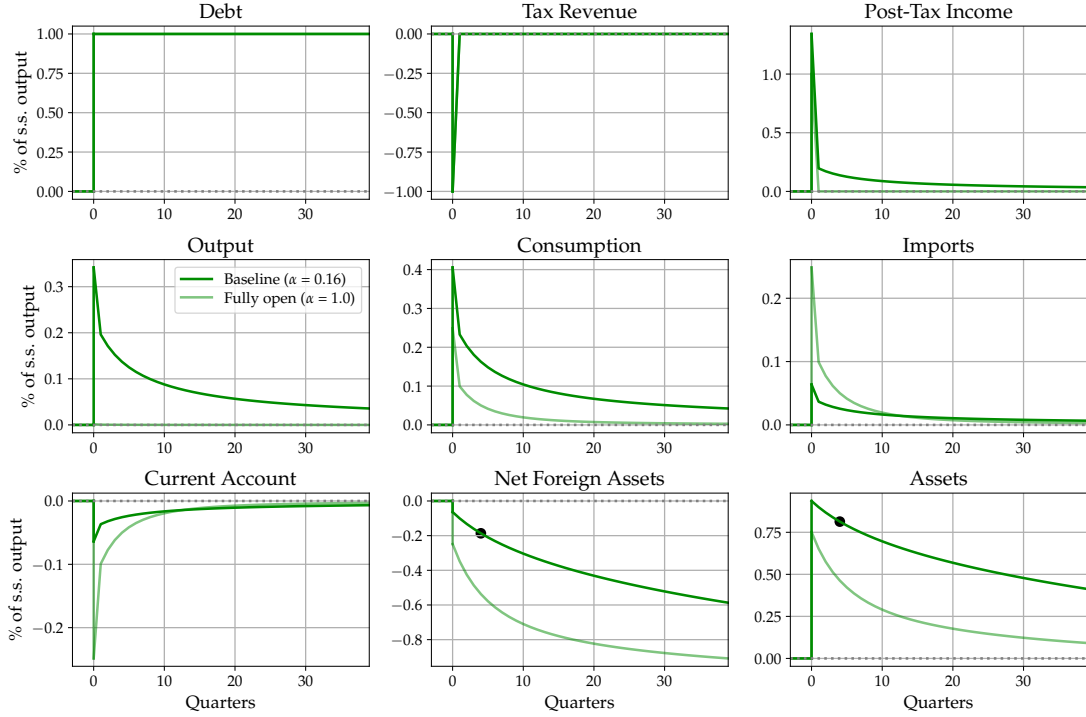 Debt
Tax Revenue
Post-Tax Income
% of s.s. output
1.00
0.75
0.50
0.25
0.00
0 10 20 30
0.00
−0.25
−0.50
−0.75
−1.00
0 10 20 30
1.0
0.5
0.0
0 10 20 30
Output
Consumption
Imports
% of s.s. output
0.3
0.2
0.1
0.0
0 10 20 30
Baseline (α = 0.16)
Fully open (α = 1.0)
0.4
0.3
0.2
0.1
0.0
0 10 20 30
0.2
0.1
0.0
0 10 20 30
Current Account
Net Foreign Assets
Assets
% of s.s. output
0.0
−0.1
−0.2
0 10 20 30
Quarters
0.0
−0.2
−0.4
−0.6
−0.8
0 10 20 30
Quarters
0.75
0.50
0.25
0.00
0 10 20 30
Quarters